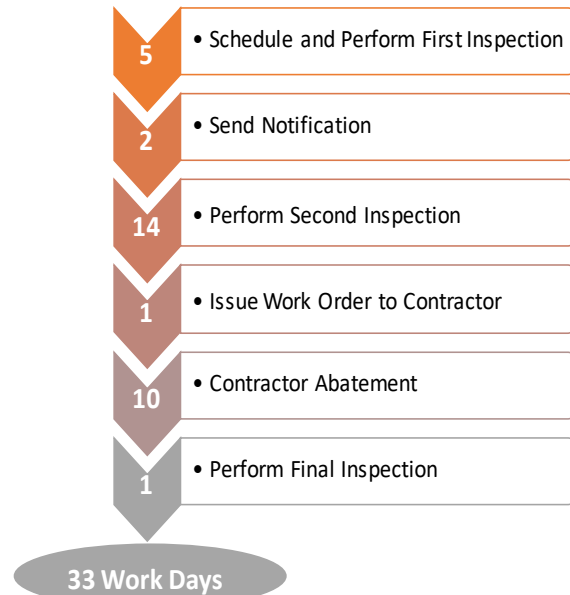 5
• Schedule and Perform First Inspection
2
• Send Notification
14
• Perform Second Inspection
1
• Issue Work Order to Contractor
10
• Contractor Abatement
1
• Perform Final Inspection
33 Work Days